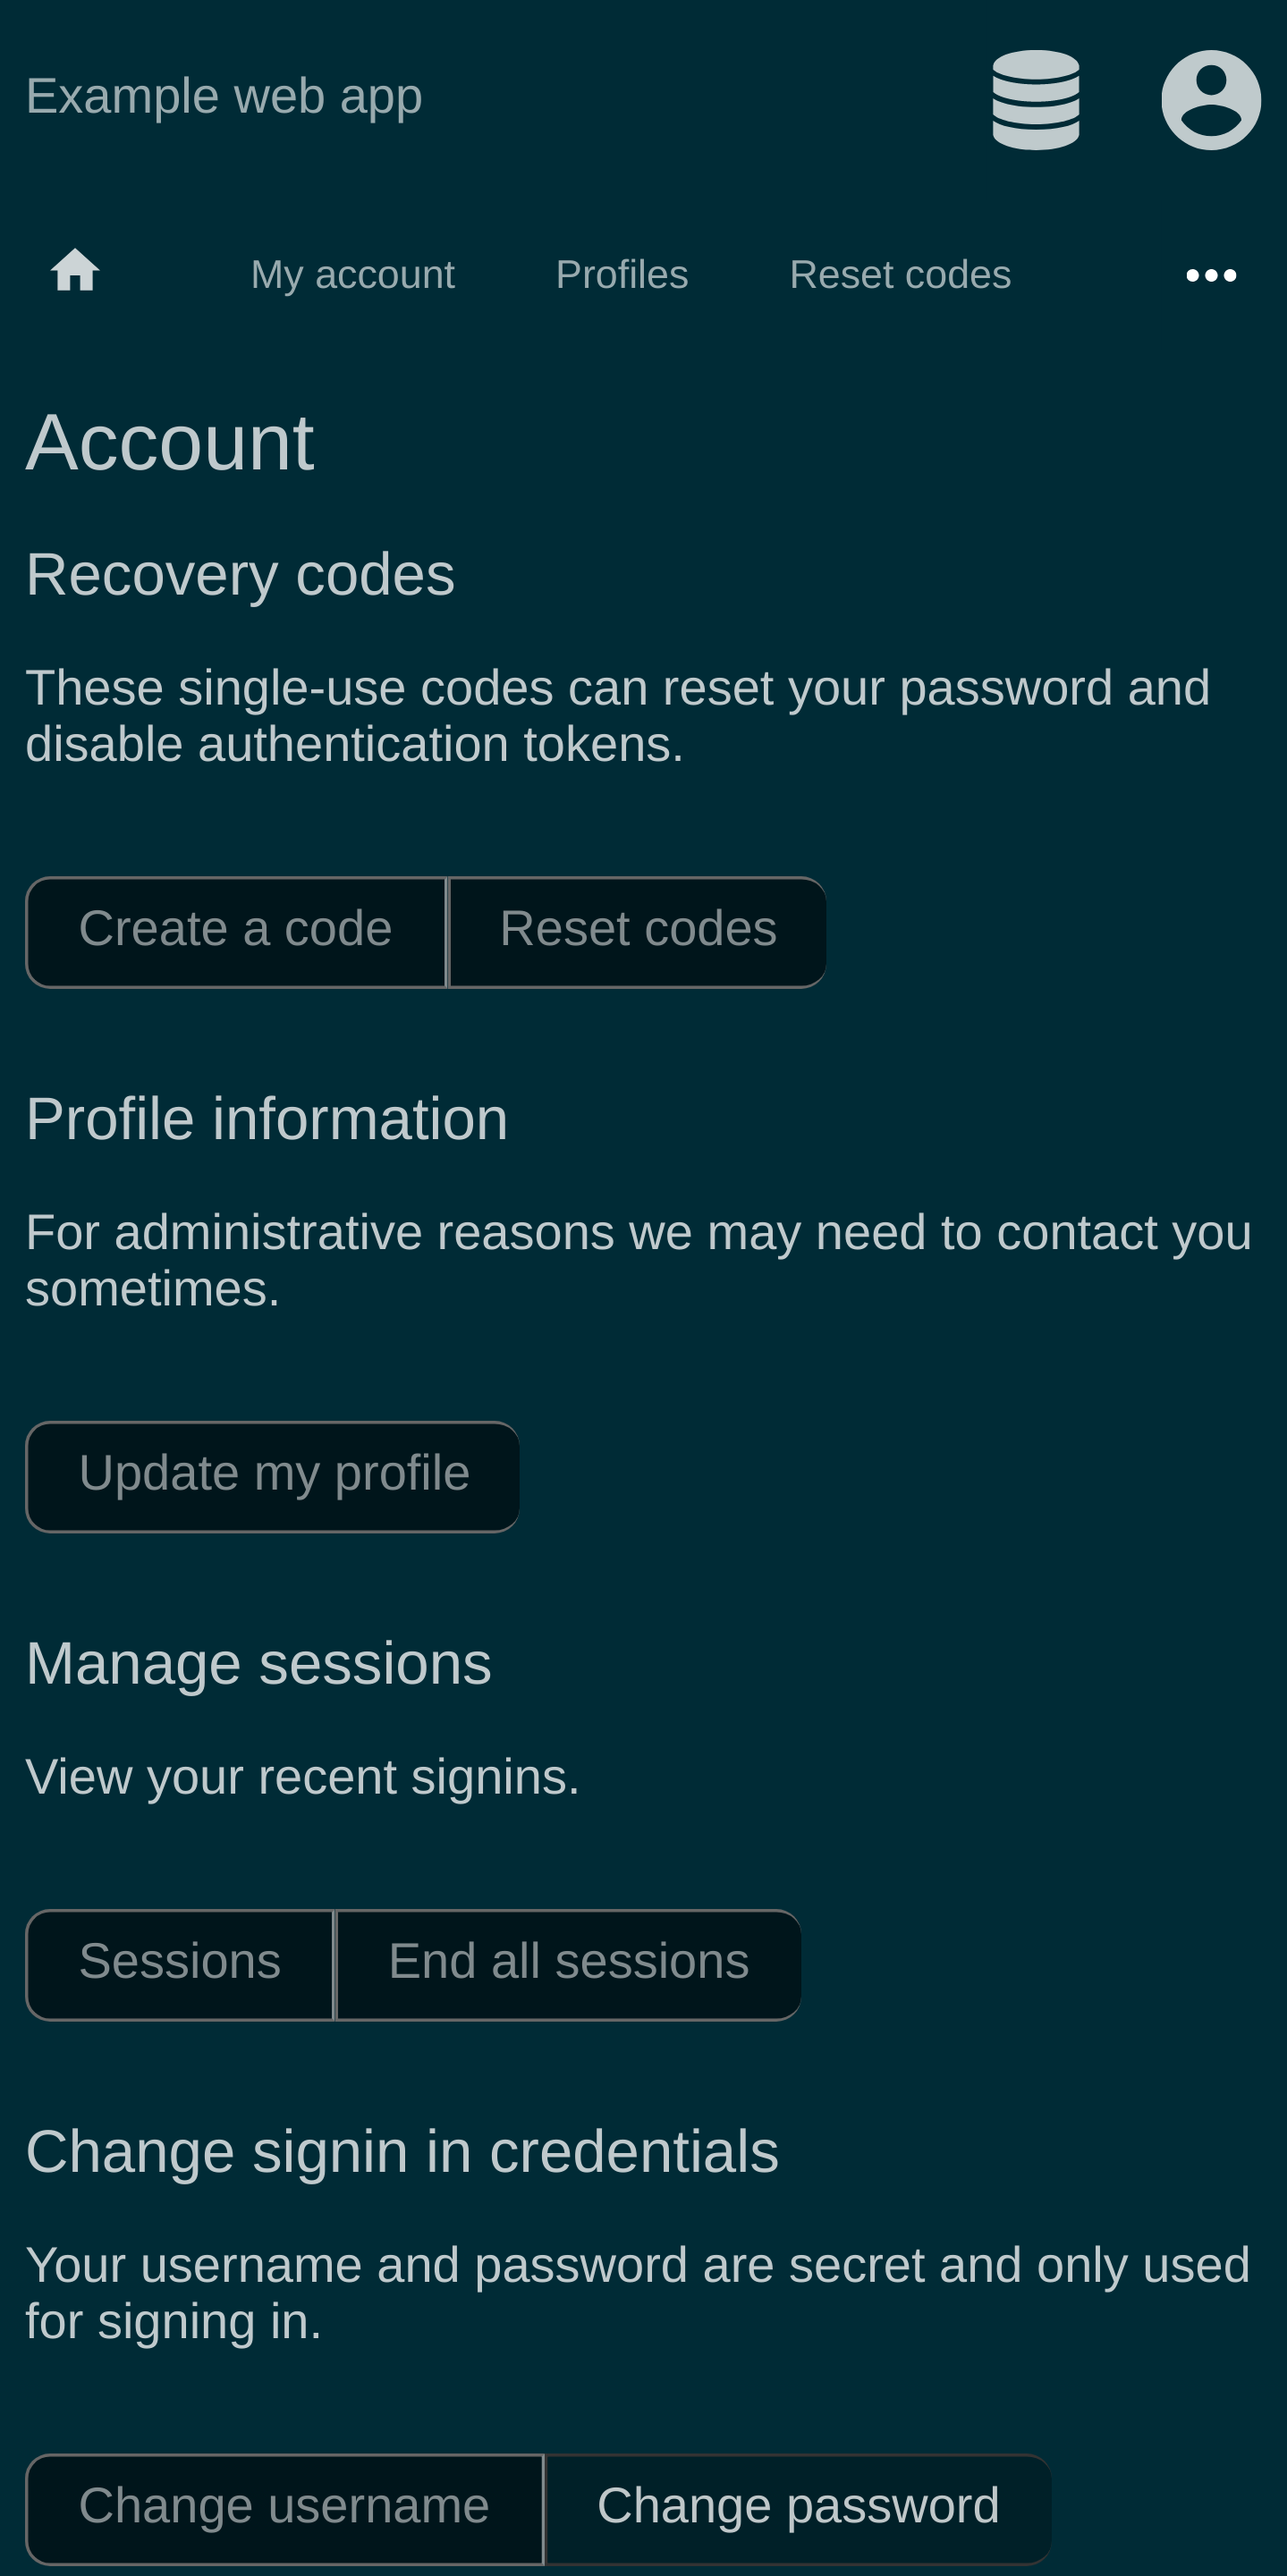 Example web app
My account Profiles Reset codes
Account
Recovery codes
These single-use codes can reset your password and
disable authentication tokens.
Create a code Reset codes
Profile information
For administrative reasons we may need to contact you
sometimes.
Update my profile
Manage sessions
View your recent signins.
Sessions End all sessions
Change signin in credentials
Your username and password are secret and only used
for signing in.
Change username Change password